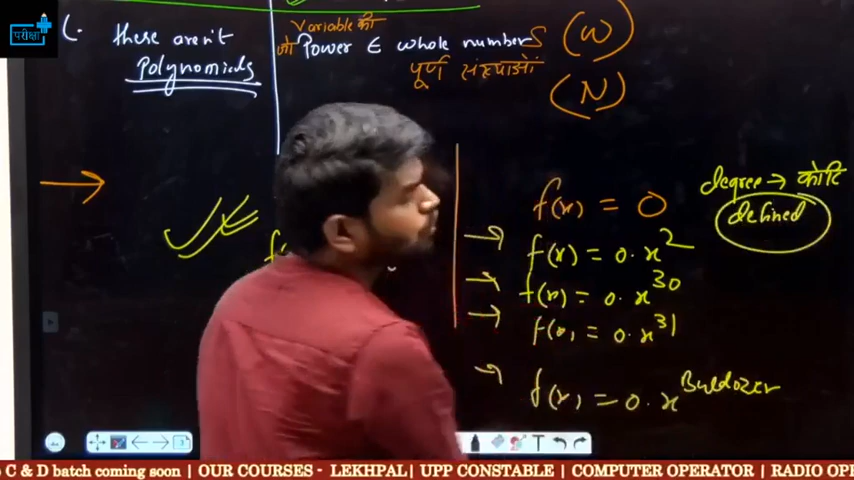 परीक्षा
these aren't
Polynomials
Variable की
जो Power ∈ whole numbers (W)
पूर्ण संख्याओं
(N)
degree → कोटि
defined
f(x) = 0
→ f(x) = 0·x²
→ f(x) = 0·x³⁰
→ f(x) = 0·x³¹
→ f(x) = 0·x^Buldozer
C & D batch coming soon | OUR COURSES - LEKHPAL| UPP CONSTABLE | COMPUTER OPERATOR | RADIO OPE